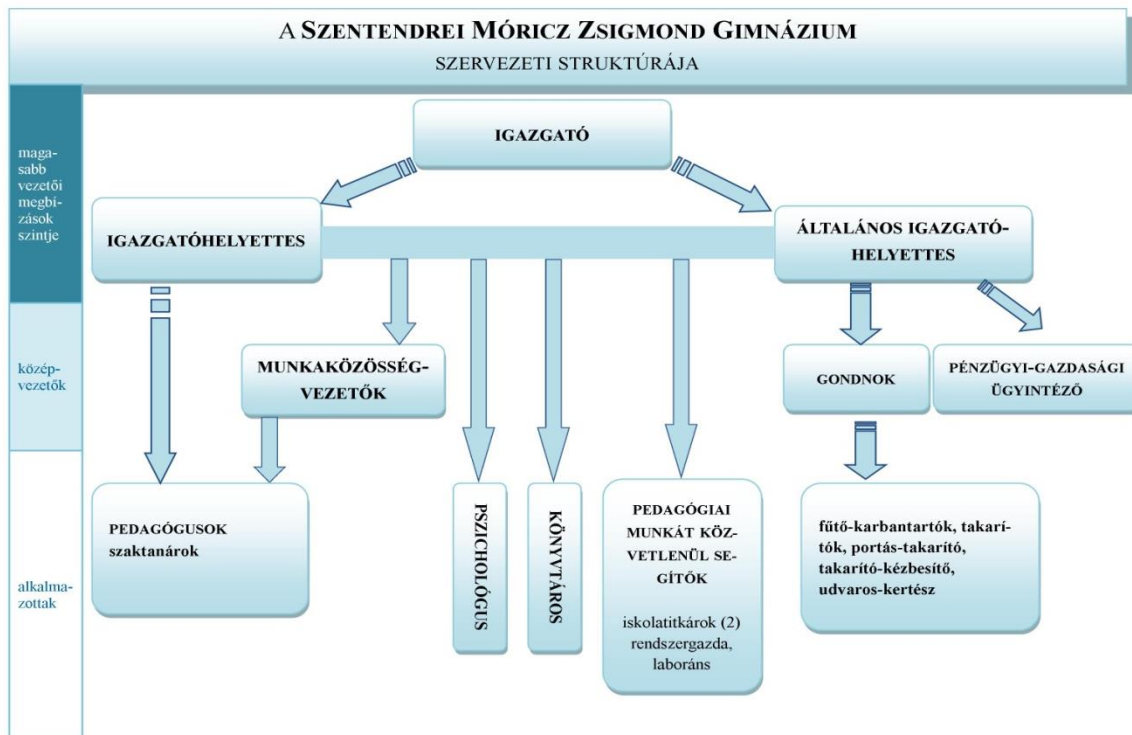 A SZENTENDREI MÓRICZ ZSIGMOND GIMNÁZIUM
SZERVEZETI STRUKTÚRÁJA
maga-
sabb
vezetői
megbí-
zások
szintje
IGAZGATÓ
IGAZGATÓHELYETTES
ÁLTALÁNOS IGAZGATÓ-
HELYETTES
közép-
vezetők
MUNKAKÖZÖSSÉG-
VEZETŐK
GONDNOK
PÉNZÜGYI-GAZDASÁGI
ÜGYINTÉZŐ
alkalma-
zottak
PEDAGÓGUSOK
szaktanárok
PSZICHOLÓGUS
KÖNYVTÁROS
PEDAGÓGIAI
MUNKÁT KÖZ-
VETLENÜL SE-
GÍTŐK
iskolatitkárok (2)
rendszergazda,
laboráns
fűtő-karbantartók, takarí-
tók, portás-takarító,
takarító-kézbesítő,
udvaros-kertész